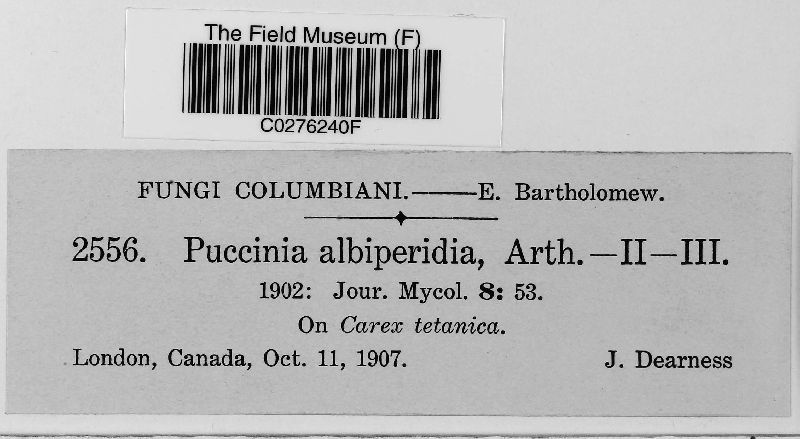 The Field Museum (F)
C0276240F
FUNGI COLUMBIANI.——E. Bartholomew.
2556. Puccinia albiperidia, Arth.—II—III.
1902: Jour. Mycol. 8: 53.
On Carex tetanica.
London, Canada, Oct. 11, 1907. J. Dearness